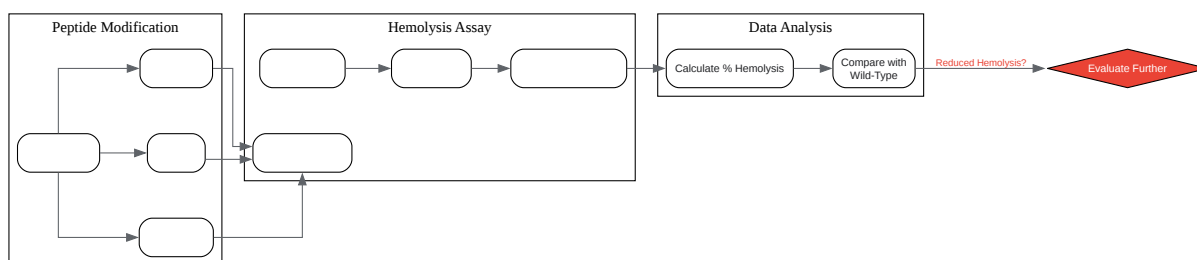 Peptide Modification
Hemolysis Assay
Data Analysis
Calculate % Hemolysis
Compare with
Wild-Type
Reduced Hemolysis?
Evaluate Further